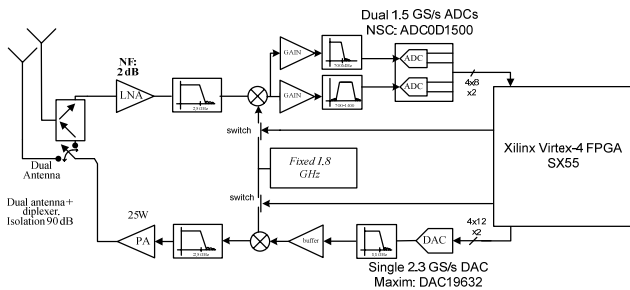 Dual 1.5 GS/s ADCs
NSC: ADC0D1500
NF:
2dB
LNA
GAIN
GAIN
ADC
ADC
4x8
x2
Xilinx Virtex-4 FPGA
SX55
switch
Fixed 1.8
GHz
switch
Dual
Antenna
Dual antenna+
diplexer.
Isolation 90dB
25W
PA
buffer
DAC
4x12
x2
Single 2.3 GS/s DAC
Maxim: DAC19632